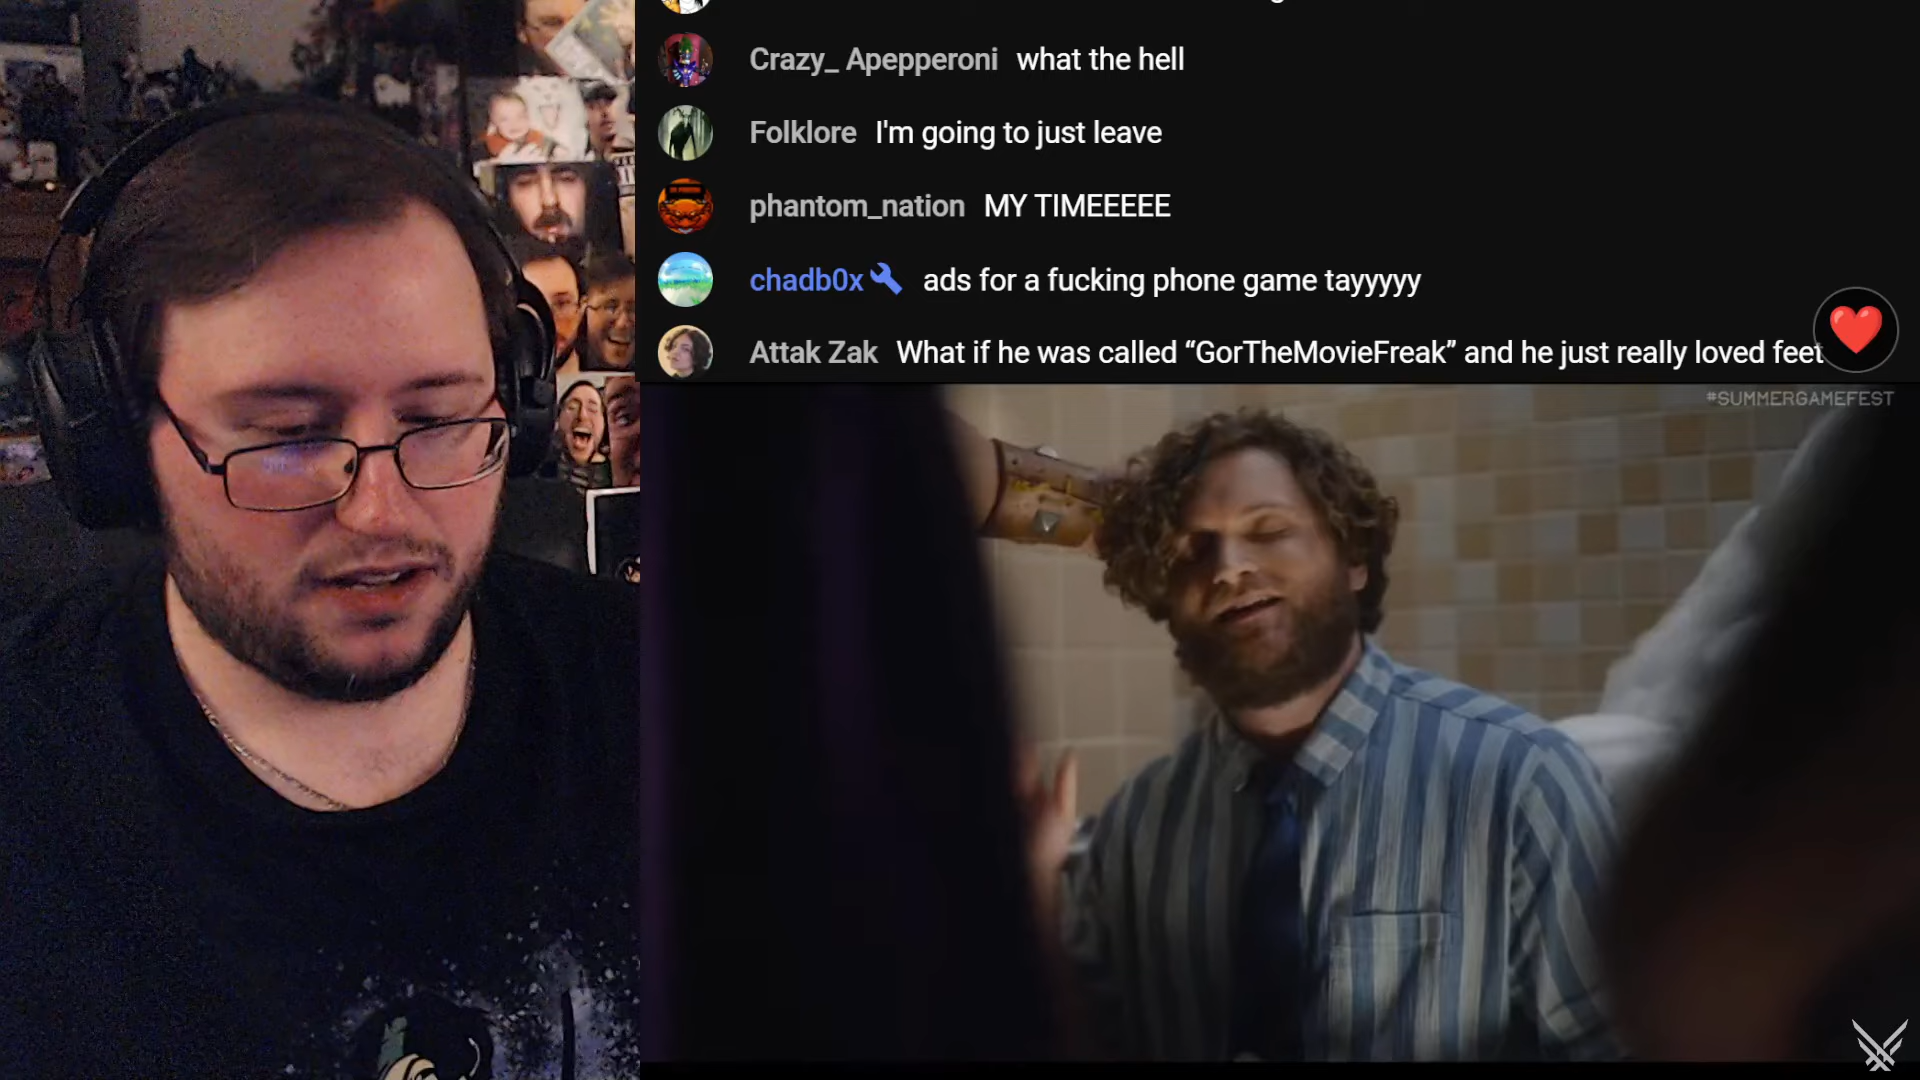 Crazy_ Apepperoni what the hell
Folklore I'm going to just leave
phantom_nation MY TIMEEEEE
chadb0x ads for a fucking phone game tayyyyy
Attak Zak What if he was called “GorTheMovieFreak” and he just really loved feet
#SUMMERGAMEFEST